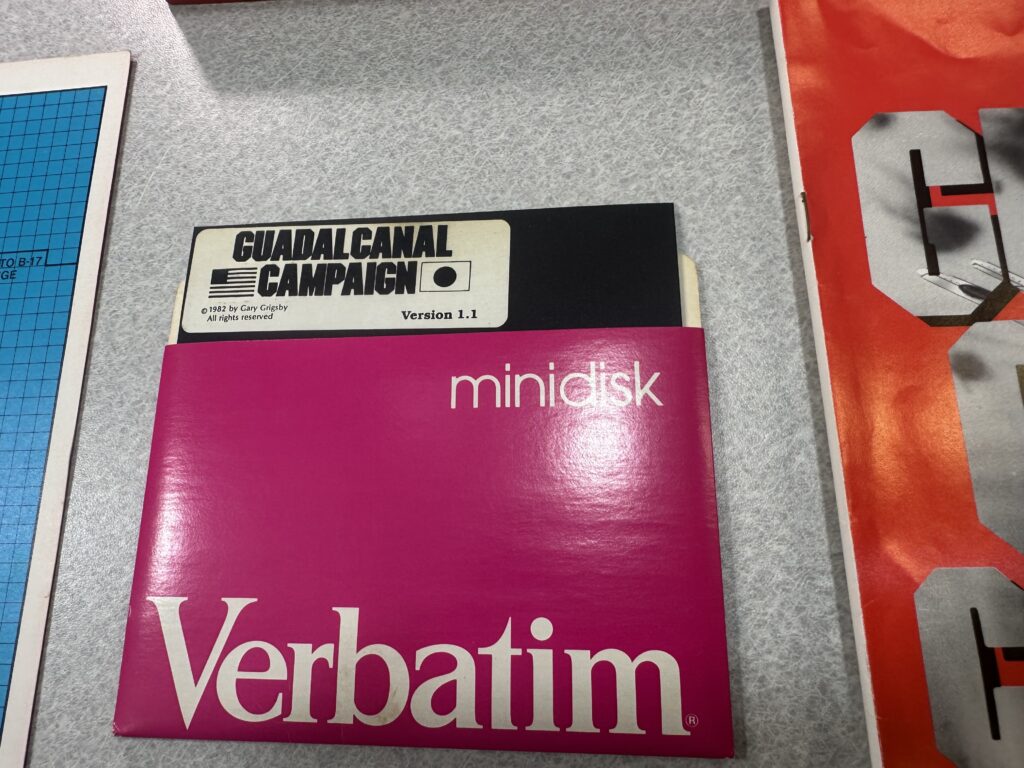 TO B-17
GUADALCANAL
CAMPAIGN
© 1982 by Gary Grigsby
All rights reserved
Version 1.1
minidisk
Verbatim®